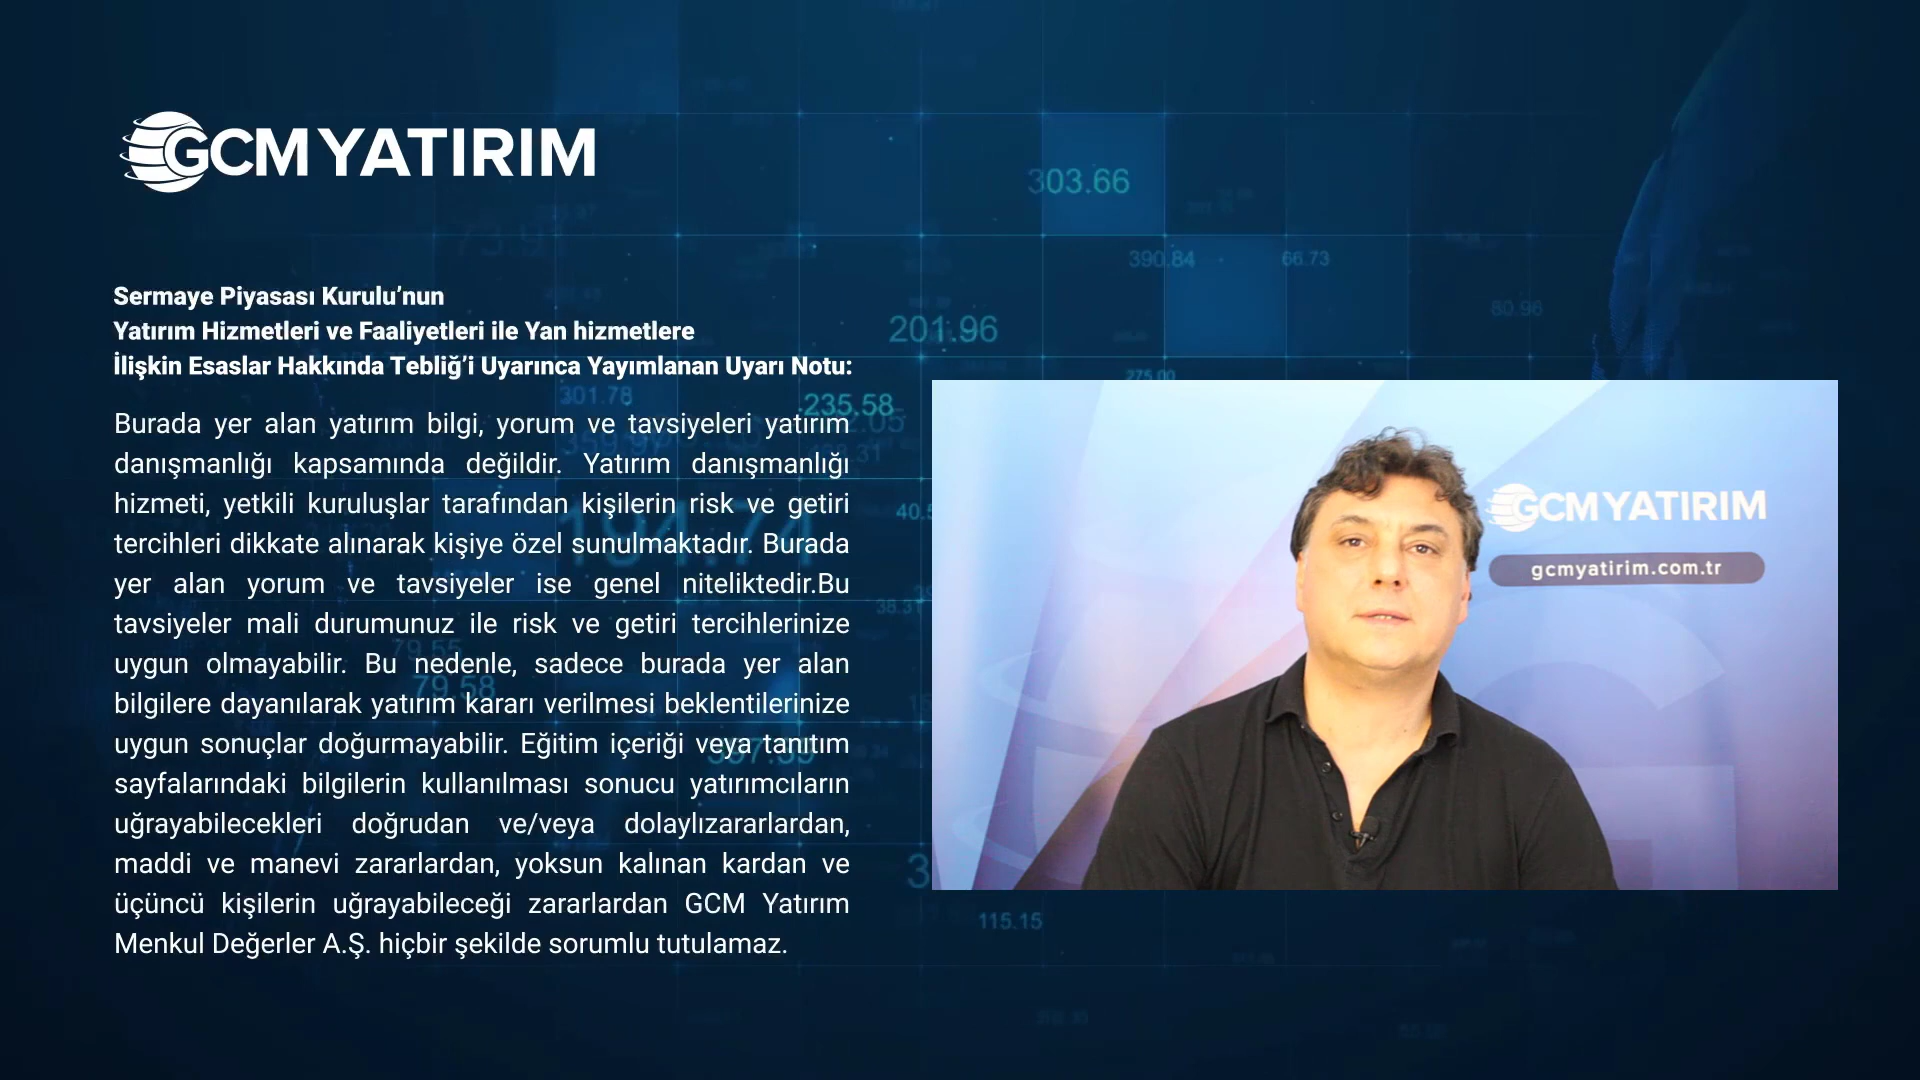 GCM YATIRIM
303.66
390.84
66.73
80.96
Sermaye Piyasası Kurulu’nun
Yatırım Hizmetleri ve Faaliyetleri ile Yan hizmetlere
201.96
İlişkin Esaslar Hakkında Tebliğ’i Uyarınca Yayımlanan Uyarı Notu:
275.00
301.78
235.58
Burada yer alan yatırım bilgi, yorum ve tavsiyeleri yatırım
danışmanlığı kapsamında değildir. Yatırım danışmanlığı
hizmeti, yetkili kuruluşlar tarafından kişilerin risk ve getiri
tercihleri dikkate alınarak kişiye özel sunulmaktadır. Burada
yer alan yorum ve tavsiyeler ise genel niteliktedir.Bu
tavsiyeler mali durumunuz ile risk ve getiri tercihlerinize
uygun olmayabilir. Bu nedenle, sadece burada yer alan
bilgilere dayanılarak yatırım kararı verilmesi beklentilerinize
uygun sonuçlar doğurmayabilir. Eğitim içeriği veya tanıtım
sayfalarındaki bilgilerin kullanılması sonucu yatırımcıların
uğrayabilecekleri doğrudan ve/veya dolaylızararlardan,
maddi ve manevi zararlardan, yoksun kalınan kardan ve
üçüncü kişilerin uğrayabileceği zararlardan GCM Yatırım
Menkul Değerler A.Ş. hiçbir şekilde sorumlu tutulamaz.
79.58
GCM YATIRIM
gcmyatirim.com.tr
115.15